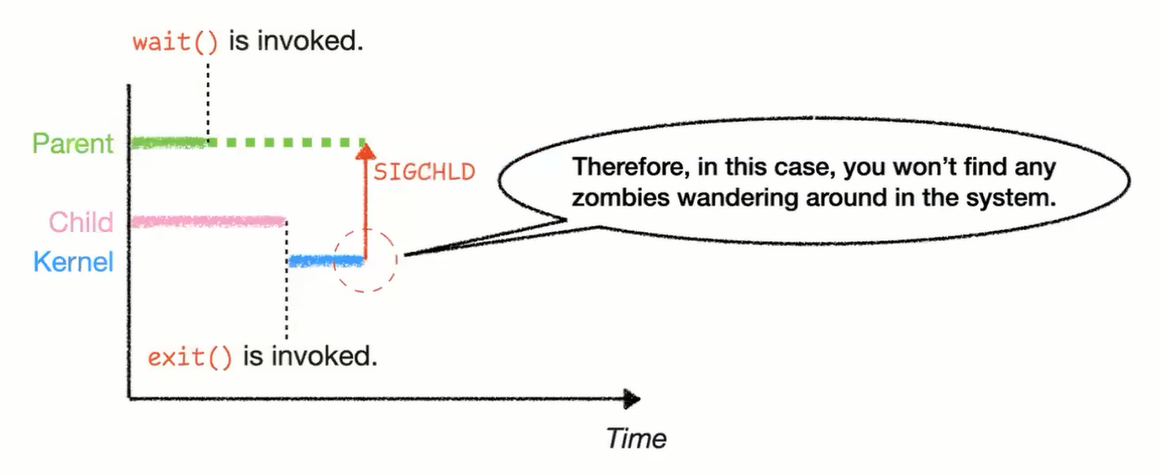 wait() is invoked.
Parent
SIGCHLD
Therefore, in this case, you won't find any
zombies wandering around in the system.
Child
Kernel
exit() is invoked.
Time